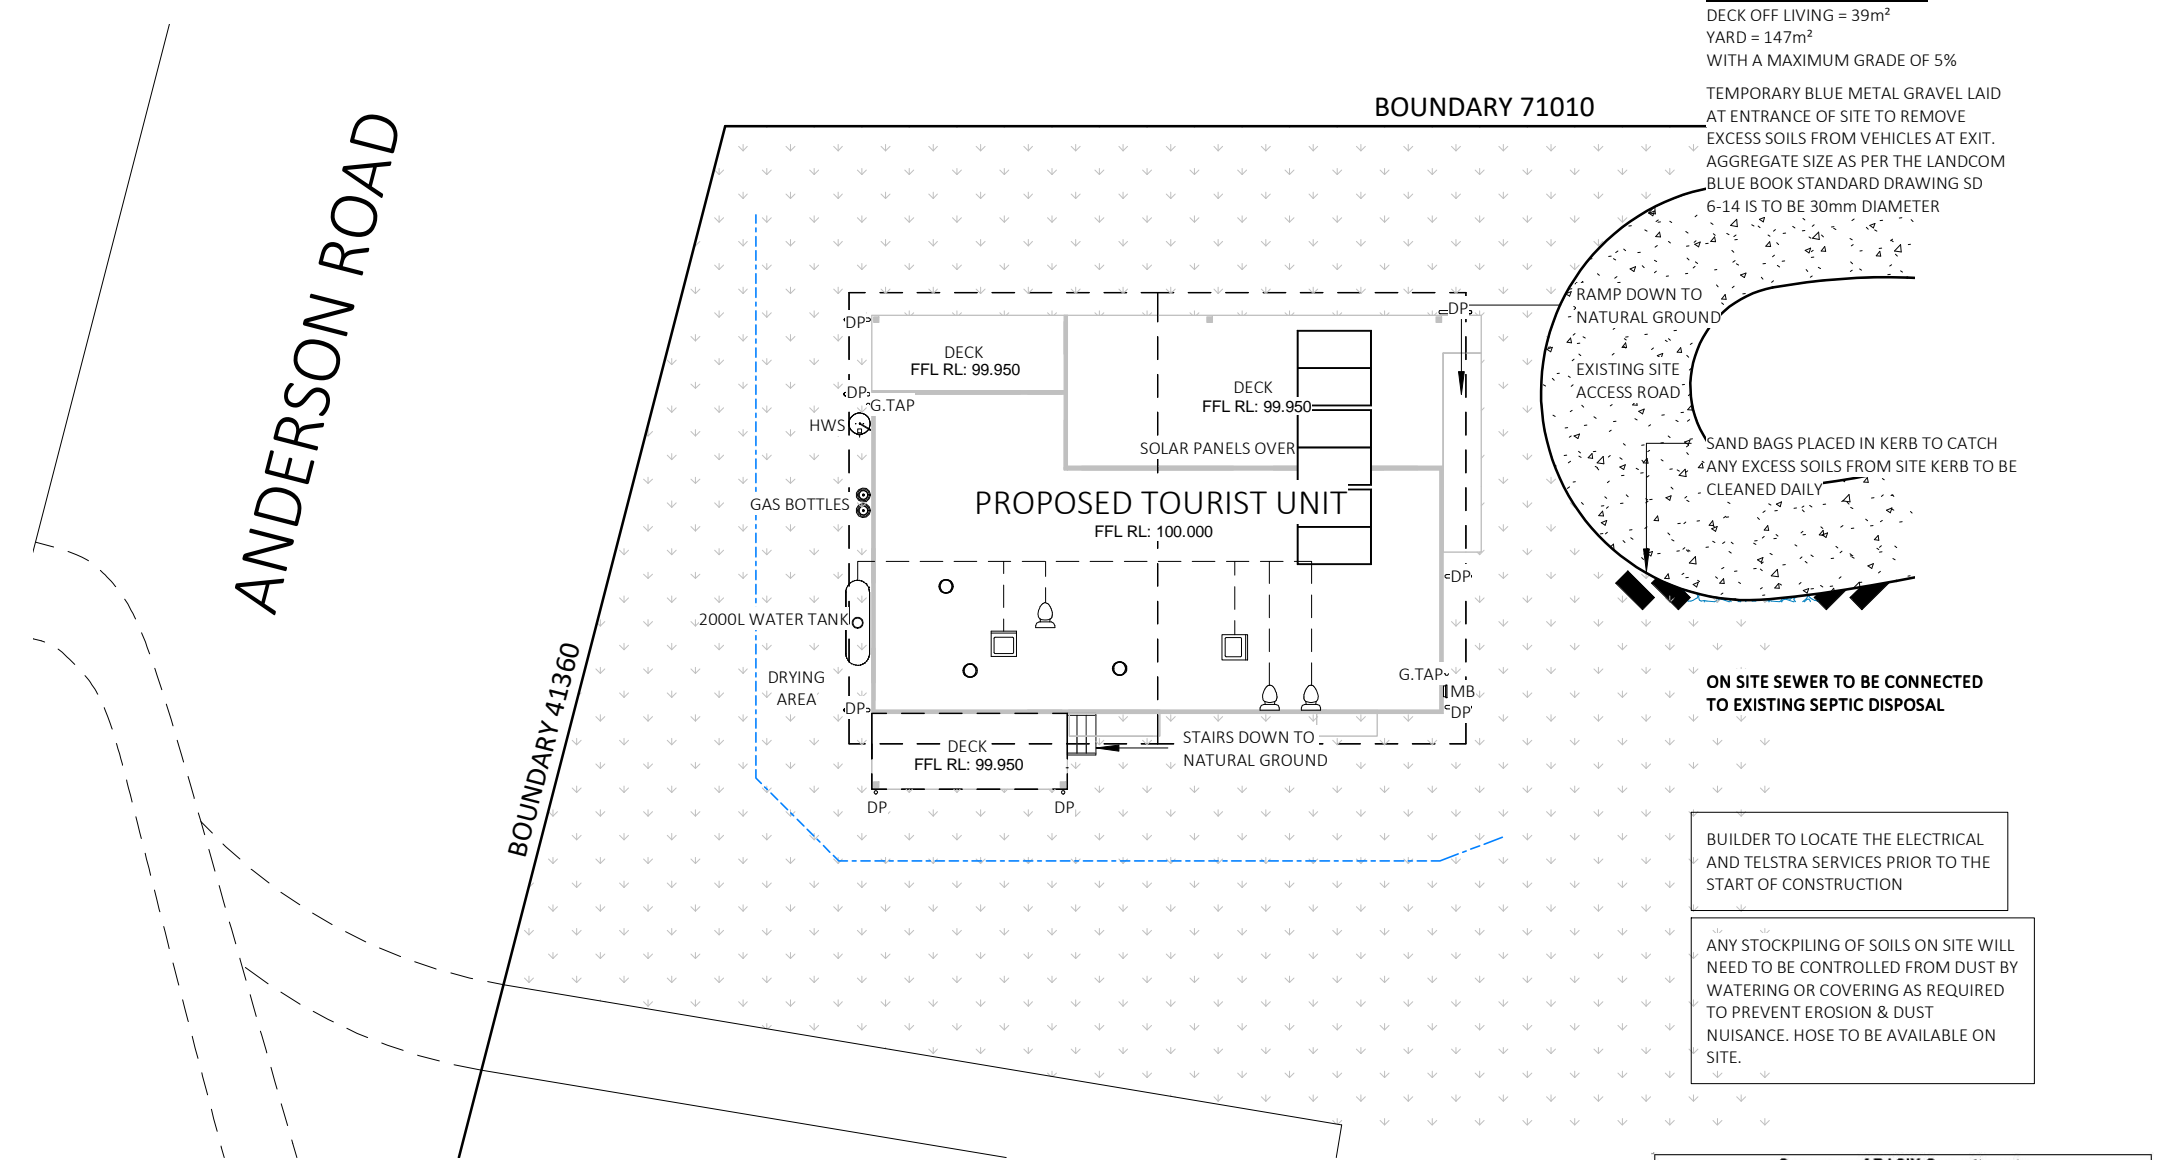 DECK OFF LIVING = 39m²
YARD = 147m²
WITH A MAXIMUM GRADE OF 5%
TEMPORARY BLUE METAL GRAVEL LAID
AT ENTRANCE OF SITE TO REMOVE
EXCESS SOILS FROM VEHICLES AT EXIT.
AGGREGATE SIZE AS PER THE LANDCOM
BLUE BOOK STANDARD DRAWING SD
6-14 IS TO BE 30mm DIAMETER
BOUNDARY 71010
ANDERSON ROAD
BOUNDARY 41360
DP
DECK
FFL RL: 99.950
DP
G.TAP
HWS
GAS BOTTLES
2000L WATER TANK
DRYING
AREA
DP
DECK
FFL RL: 99.950
SOLAR PANELS OVER
PROPOSED TOURIST UNIT
FFL RL: 100.000
DP
RAMP DOWN TO
NATURAL GROUND
EXISTING SITE
ACCESS ROAD
SAND BAGS PLACED IN KERB TO CATCH
ANY EXCESS SOILS FROM SITE KERB TO BE
CLEANED DAILY
DP
G.TAP
MB
DP
DECK
FFL RL: 99.950
STAIRS DOWN TO
NATURAL GROUND
DP
DP
ON SITE SEWER TO BE CONNECTED
TO EXISTING SEPTIC DISPOSAL
BUILDER TO LOCATE THE ELECTRICAL
AND TELSTRA SERVICES PRIOR TO THE
START OF CONSTRUCTION
ANY STOCKPILING OF SOILS ON SITE WILL
NEED TO BE CONTROLLED FROM DUST BY
WATERING OR COVERING AS REQUIRED
TO PREVENT EROSION & DUST
NUISANCE. HOSE TO BE AVAILABLE ON
SITE.